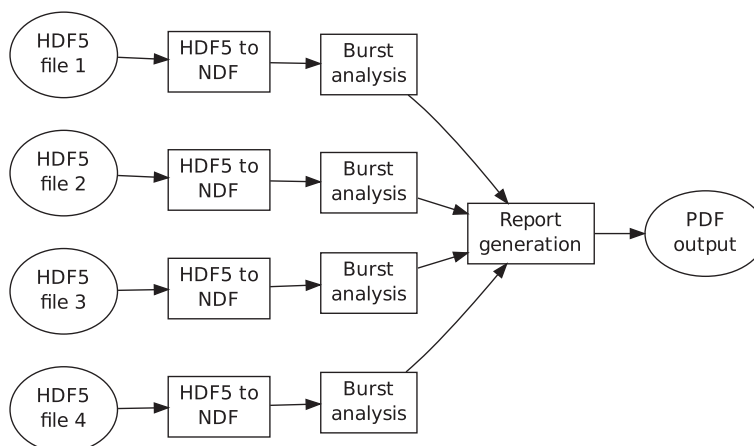 HDF5
file 1
HDF5 to
NDF
Burst
analysis
HDF5
file 2
HDF5 to
NDF
Burst
analysis
Report
generation
PDF
output
HDF5
file 3
HDF5 to
NDF
Burst
analysis
HDF5
file 4
HDF5 to
NDF
Burst
analysis